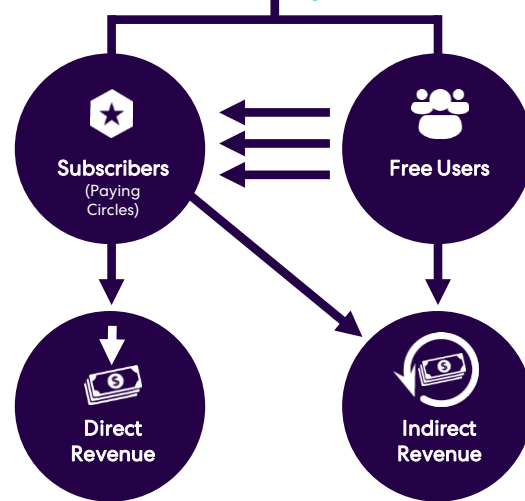 Subscribers
(Paying
Circles)
Free Users
Direct
Revenue
Indirect
Revenue